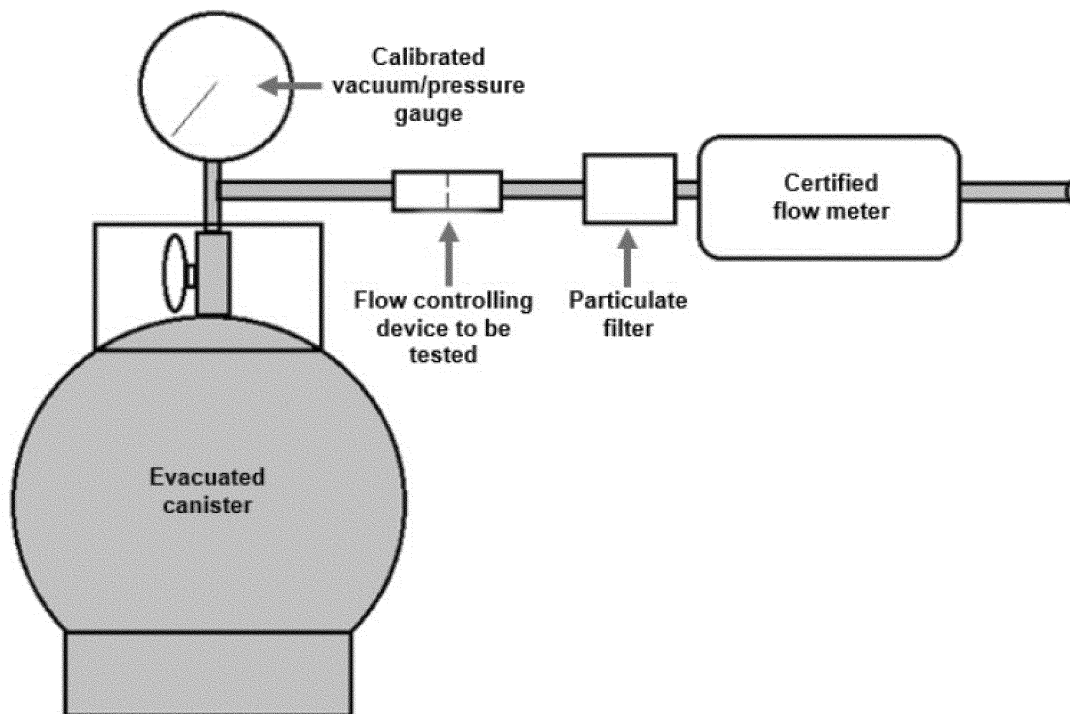 Calibrated
vacuum/pressure
gauge
Certified
flow meter
Flow controlling
device to be
tested
Particulate
filter
Evacuated
canister